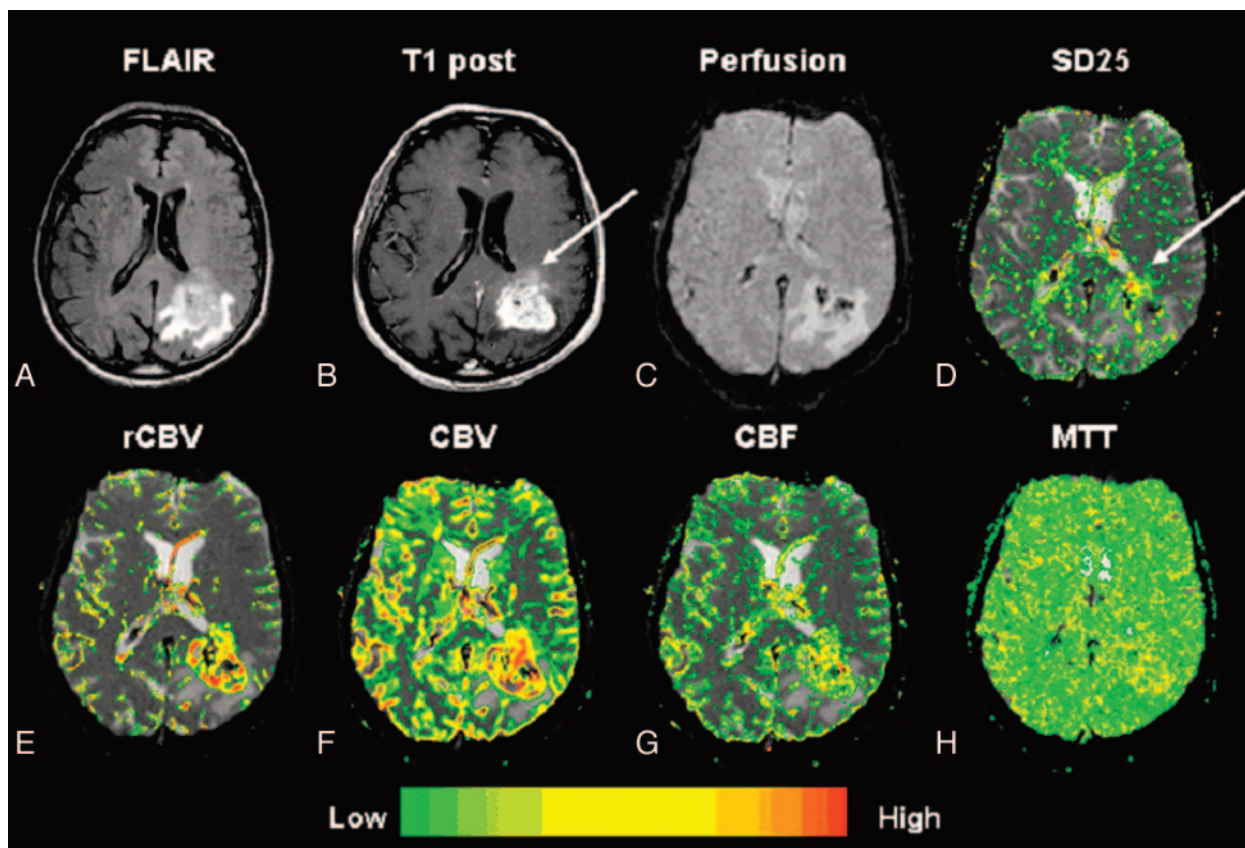 FLAIR T1 post Perfusion SD25
A B C D
rCBV CBV CBF MTT
E F G H
Low High